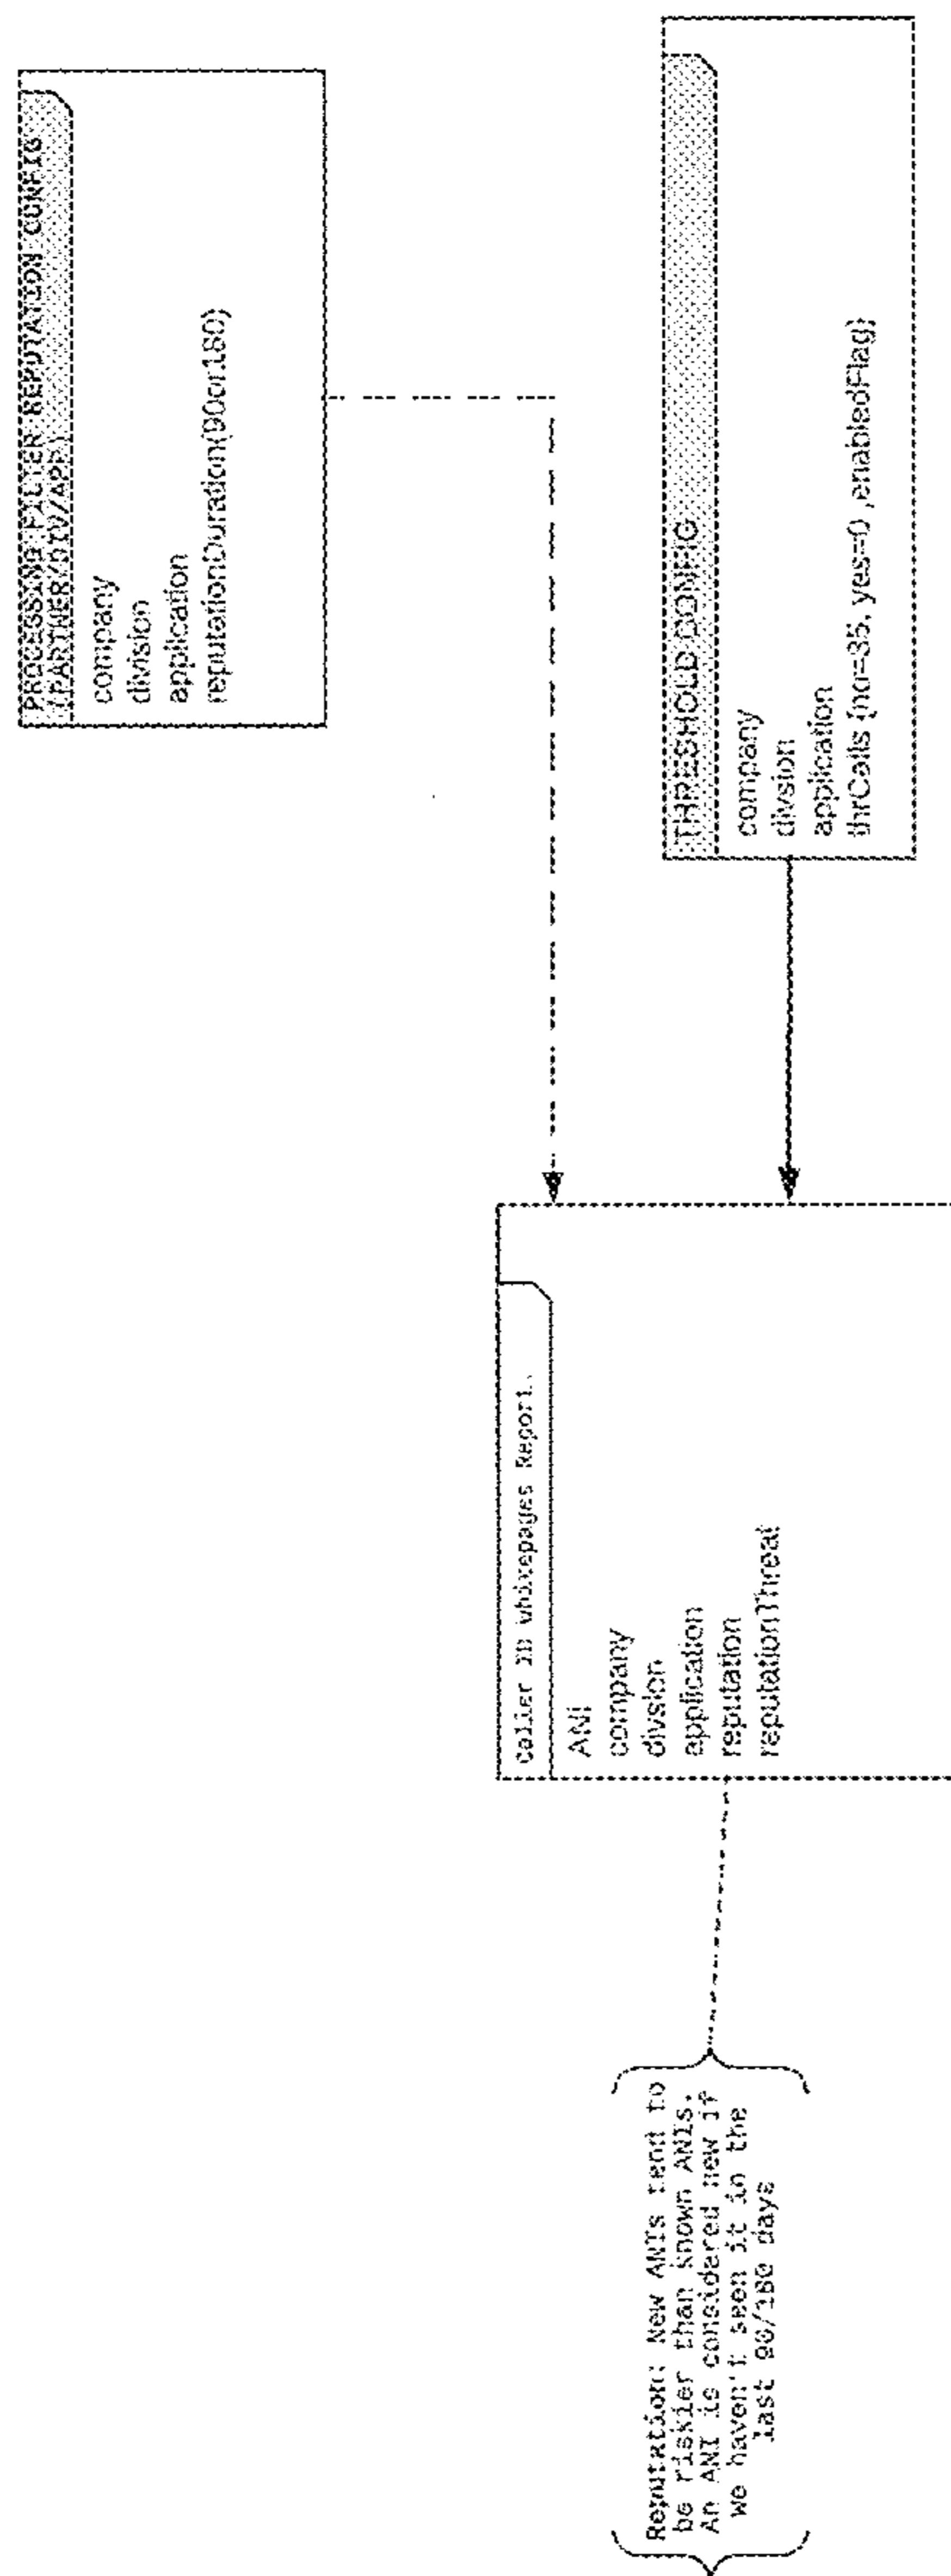 Reputation: New ANIs tend to
be riskier than known ANIs.
An ANI is considered new if
we haven't seen it in the
last 90/180 days
Caller ID Whitepages Report.
ANI
company
division
application
reputation
reputationThreat
PROCESSING FILTER REPUTATION CONFIG
(PARTNER/DIV/APP)
company
division
application
reputationDuration(90or180)
THRESHOLD CONFIG
company
division
application
thrCalls {no=35, yes=0 ,enabledFlag}